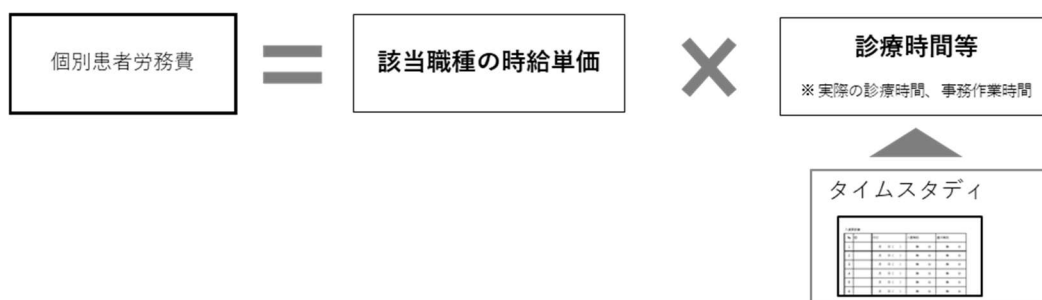 個別患者労務費
=
該当職種の時給単価
×
診療時間等
※ 実際の診療時間、事務作業時間
タイムスタディ